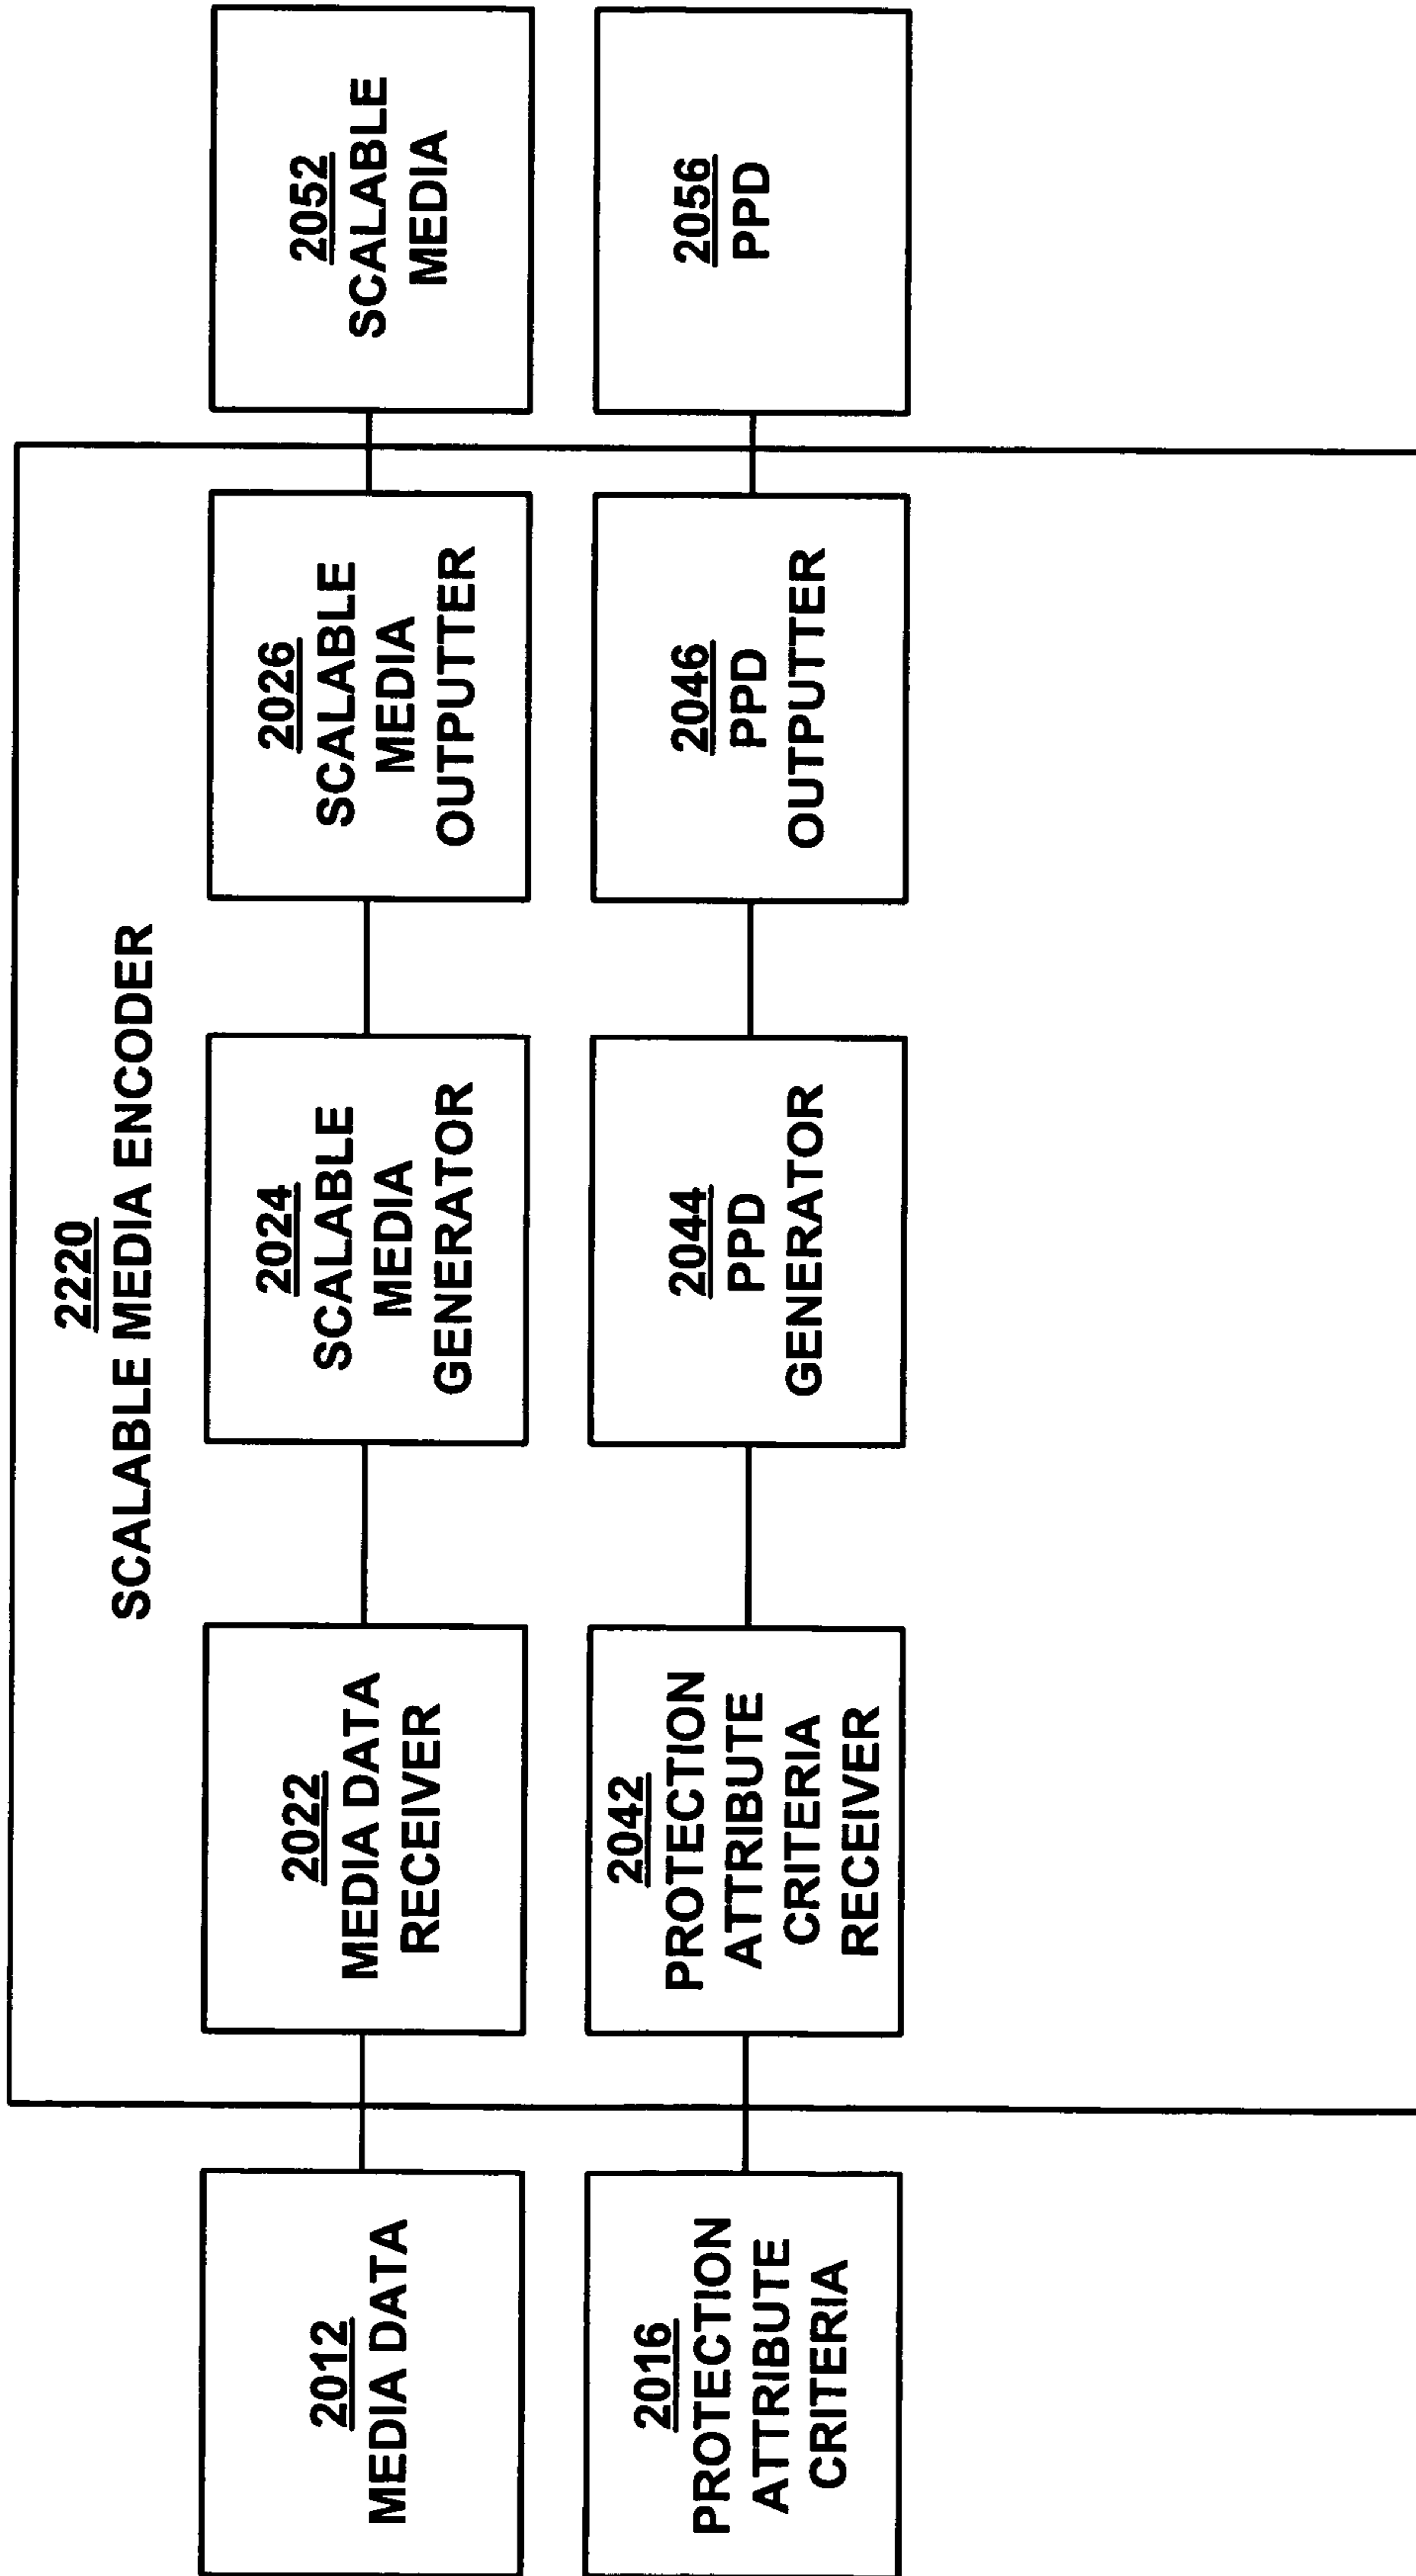 2220
SCALABLE MEDIA ENCODER
2012
MEDIA DATA
2022
MEDIA DATA
RECEIVER
2024
SCALABLE
MEDIA
GENERATOR
2026
SCALABLE
MEDIA
OUTPUTTER
2052
SCALABLE
MEDIA
2016
PROTECTION
ATTRIBUTE
CRITERIA
2042
PROTECTION
ATTRIBUTE
CRITERIA
RECEIVER
2044
PPD
GENERATOR
2046
PPD
OUTPUTTER
2056
PPD